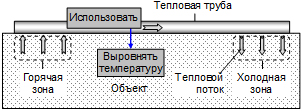 Использовать
Тепловая труба
Выровнять
температуру
Горячая
зона
Объект
Тепловой
поток
Холодная
зона